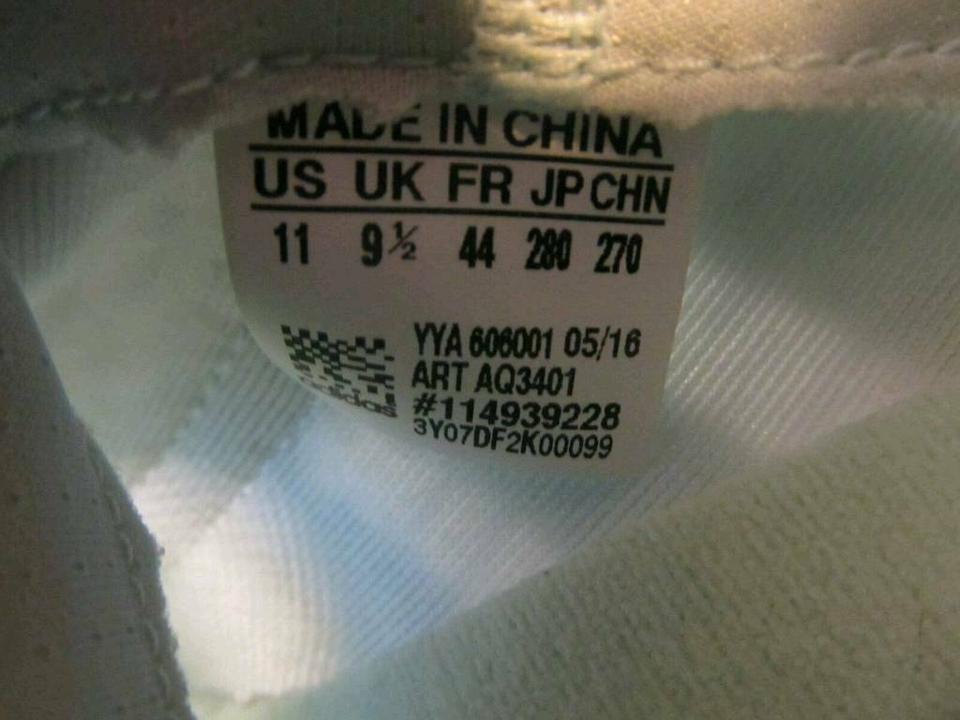 MADE IN CHINA
US UK FR JP CHN
11 9½ 44 280 270
YYA 606001 05/16
ART AQ3401
#114939228
3Y07DF2K00099
adidas